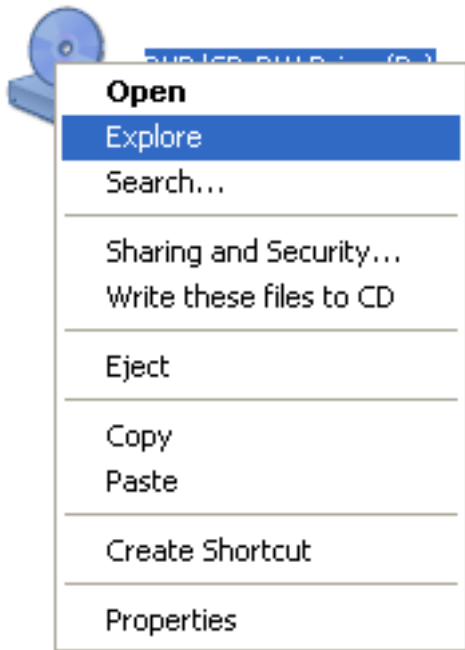 Open
Explore
Search...
Sharing and Security...
Write these files to CD
Eject
Copy
Paste
Create Shortcut
Properties